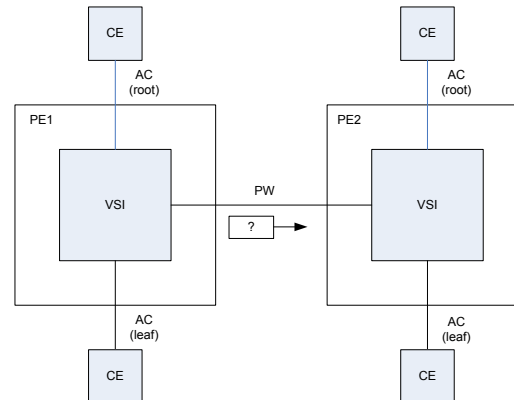 CE
CE
AC
(root)
AC
(root)
PE1
PE2
VSI
PW
VSI
?
AC
(leaf)
AC
(leaf)
CE
CE